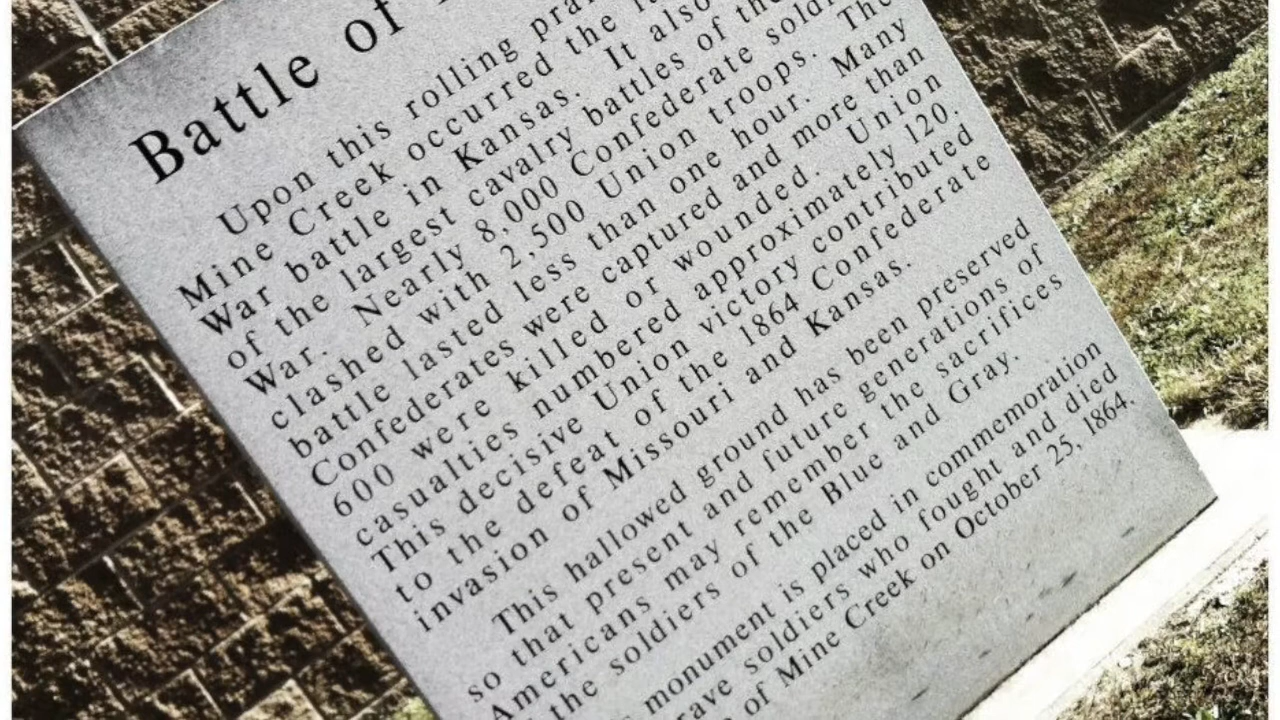 Battle of
Upon this rolling
Mine Creek occurred the
War battle in Kansas. It also
of the largest cavalry battles of the
War. Nearly 8,000 Confederate
clashed with 2,500 Union troops. The
battle lasted less than one hour. Many
Confederates were captured and more than
600 were killed or wounded. Union
casualties numbered approximately 120.
This decisive Union victory contributed
to the defeat of the 1864 Confederate
invasion of Missouri and Kansas.
This hallowed ground has been preserved
so that present and future generations of
Americans may remember the sacrifices
the soldiers of the Blue and Gray.
monument is placed in commemoration
soldiers who fought and died
of Mine Creek on October 25, 1864.